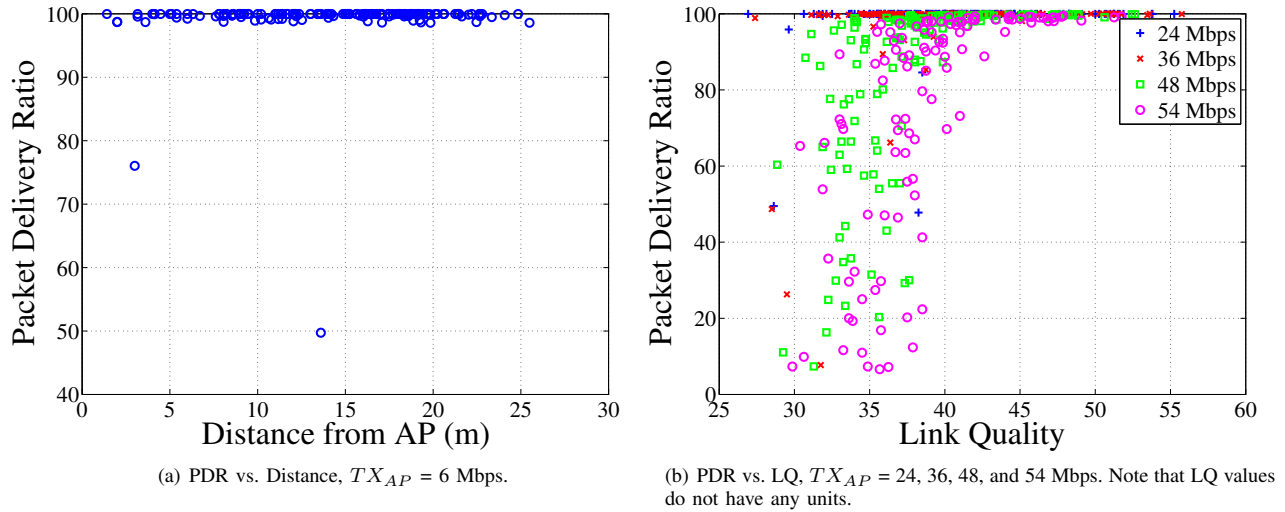 Packet Delivery Ratio
100
90
80
70
60
50
40
0
5
10
15
20
25
30
Distance from AP (m)
(a) PDR vs. Distance, TX_AP = 6 Mbps.
Packet Delivery Ratio
100
80
60
40
20
0
25
30
35
40
45
50
55
60
Link Quality
24 Mbps
36 Mbps
48 Mbps
54 Mbps
(b) PDR vs. LQ, TX_AP = 24, 36, 48, and 54 Mbps. Note that LQ values
do not have any units.